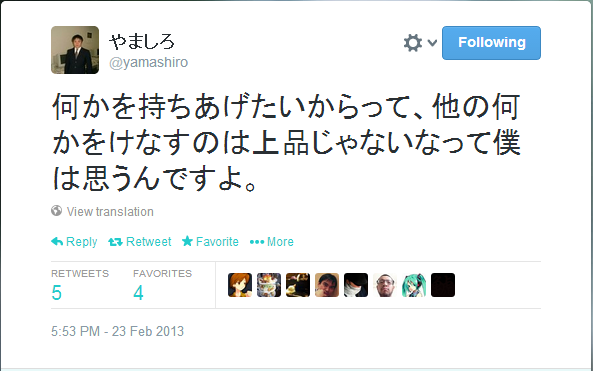 やましろ
@yamashiro
Following
何かを持ちあげたいからって、他の何
かをけなすのは上品じゃないなって僕
は思うんですよ。
View translation
Reply Retweet Favorite More
RETWEETS FAVORITES
5 4
5:53 PM - 23 Feb 2013